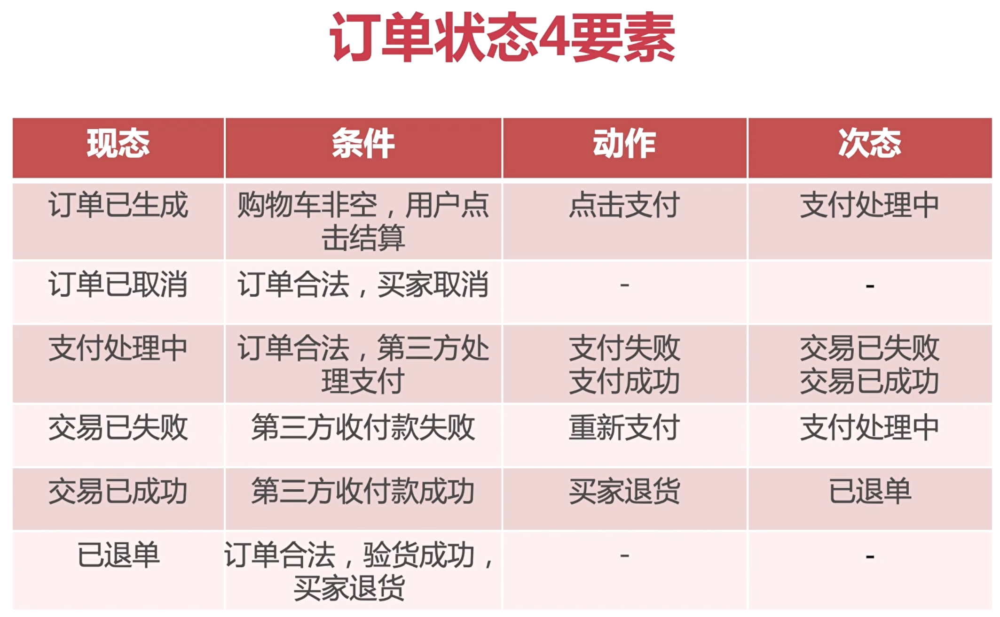 订单状态4要素
现态 条件 动作 次态
订单已生成 购物车非空，用户点 点击支付 支付处理中
击结算
订单已取消 订单合法，买家取消 - -
支付处理中 订单合法，第三方处 支付失败 交易已失败
理支付 支付成功 交易已成功
交易已失败 第三方收付款失败 重新支付 支付处理中
交易已成功 第三方收付款成功 买家退货 已退单
已退单 订单合法，验货成功， - -
买家退货